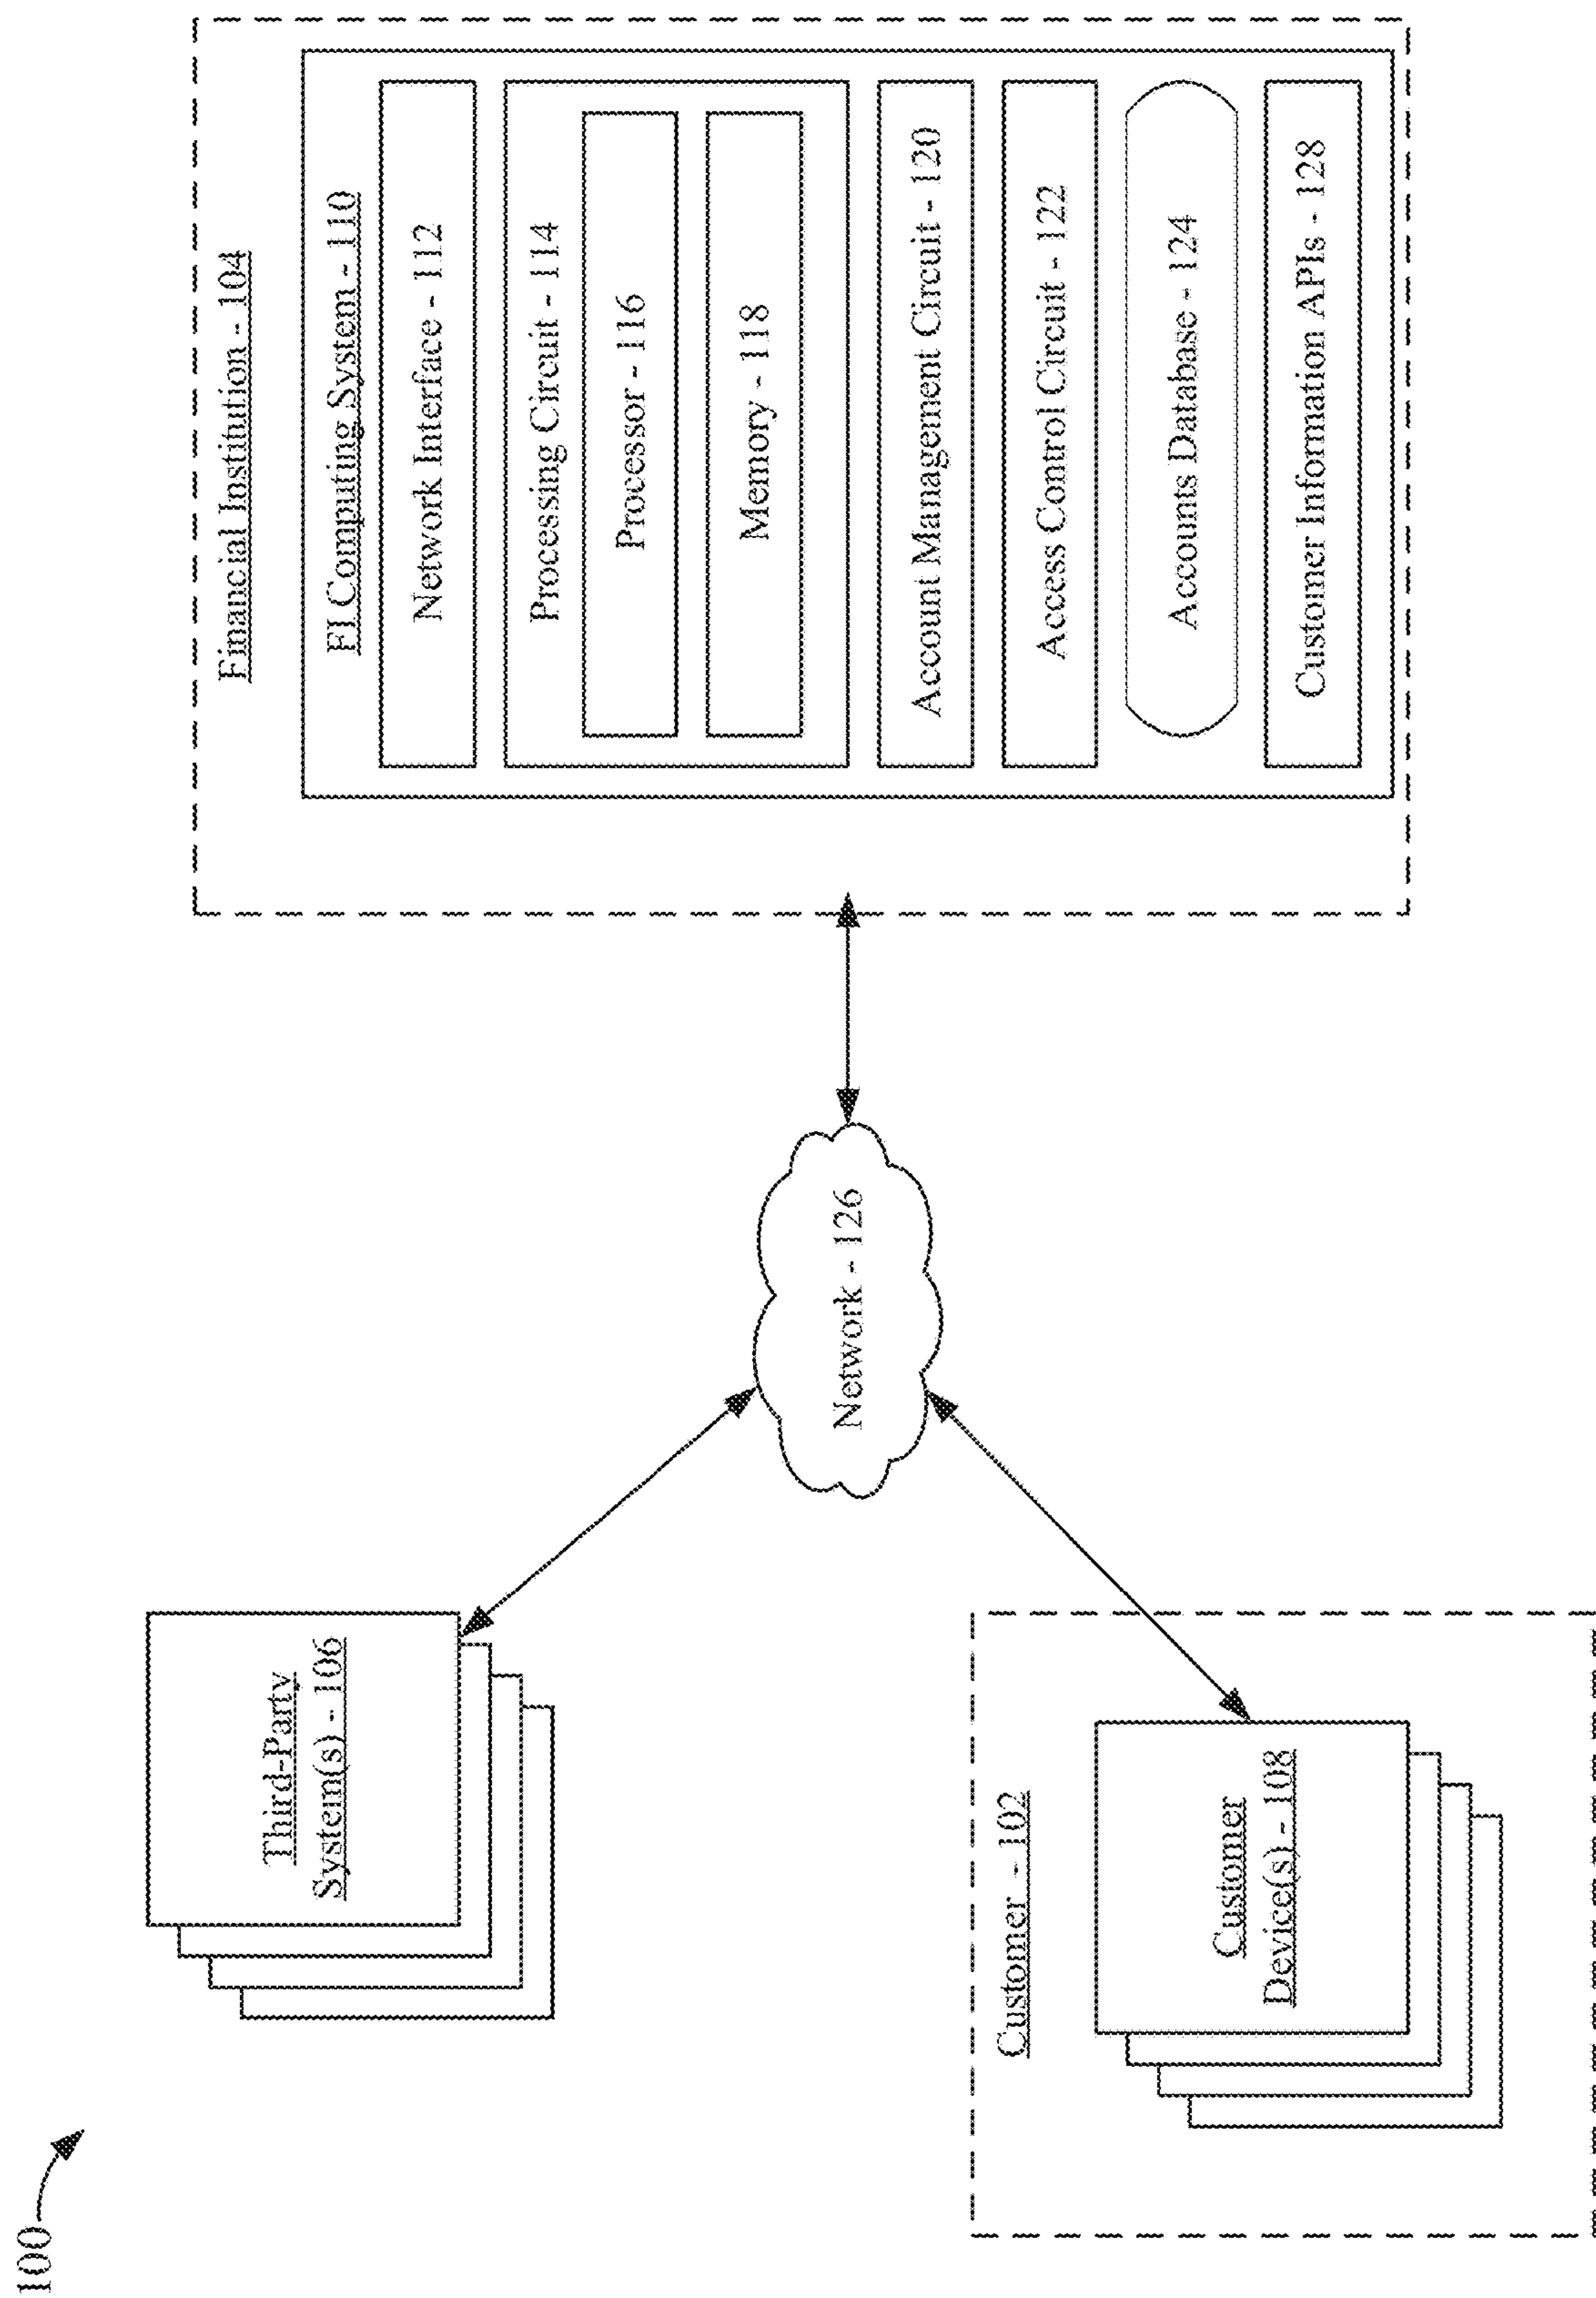 100
Third-Party
System(s) - 106
Customer - 102
Customer
Device(s) - 108
Network - 126
Financial Institution - 104
FI Computing System - 110
Network Interface - 112
Processing Circuit - 114
Processor - 116
Memory - 118
Account Management Circuit - 120
Access Control Circuit - 122
Accounts Database - 124
Customer Information APIs - 128